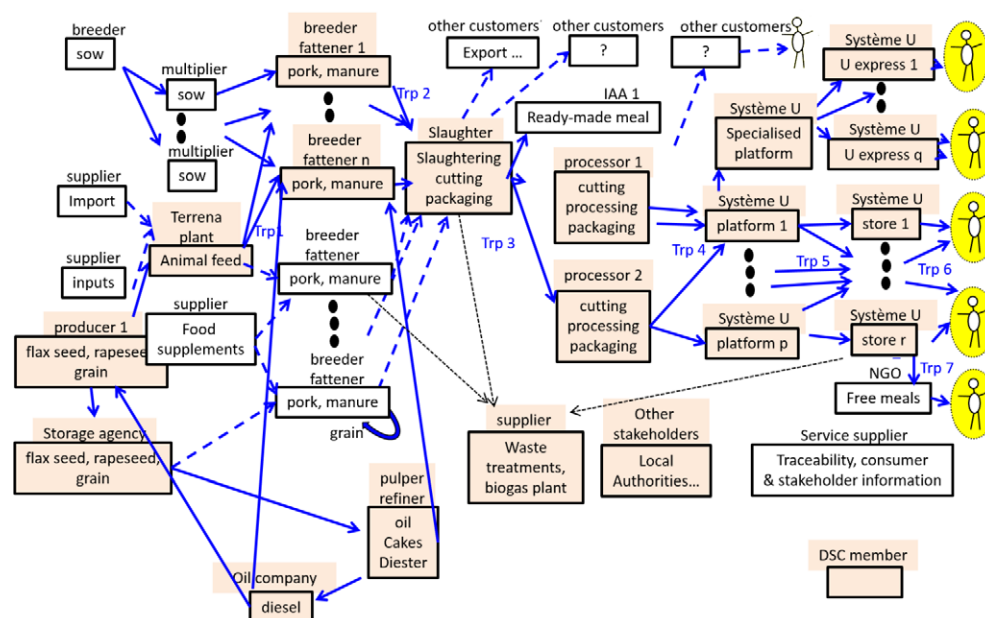 breeder
sow
multiplier
sow
multiplier
sow
breeder
fattener 1
pork, manure
breeder
fattener n
pork, manure
Trp 2
other customers'
Export ...
other customers
?
other customers
?
IAA 1
Ready-made meal
Slaughter
Slaughtering
cutting
packaging
Trp 3
Système U
U express 1
Système U
Specialised
platform
Système U
U express q
processor 1
cutting
processing
packaging
processor 2
cutting
processing
packaging
Système U
platform 1
Système U
platform p
Trp 4
Trp 5
Système U
store 1
Système U
store r
Trp 6
Trp 7
NGO
Free meals
supplier
Import
supplier
inputs
Terrena
plant
Animal feed
Trp1
supplier
Food
supplements
breeder
fattener
pork, manure
breeder
fattener
pork, manure
grain
producer 1
flax seed, rapeseed
grain
Storage agency
flax seed, rapeseed,
grain
pulper
refiner
oil
Cakes
Diester
Oil company
diesel
supplier
Waste
treatments,
biogas plant
Other
stakeholders
Local
Authorities...
Service supplier
Traceability, consumer
& stakeholder information
DSC member